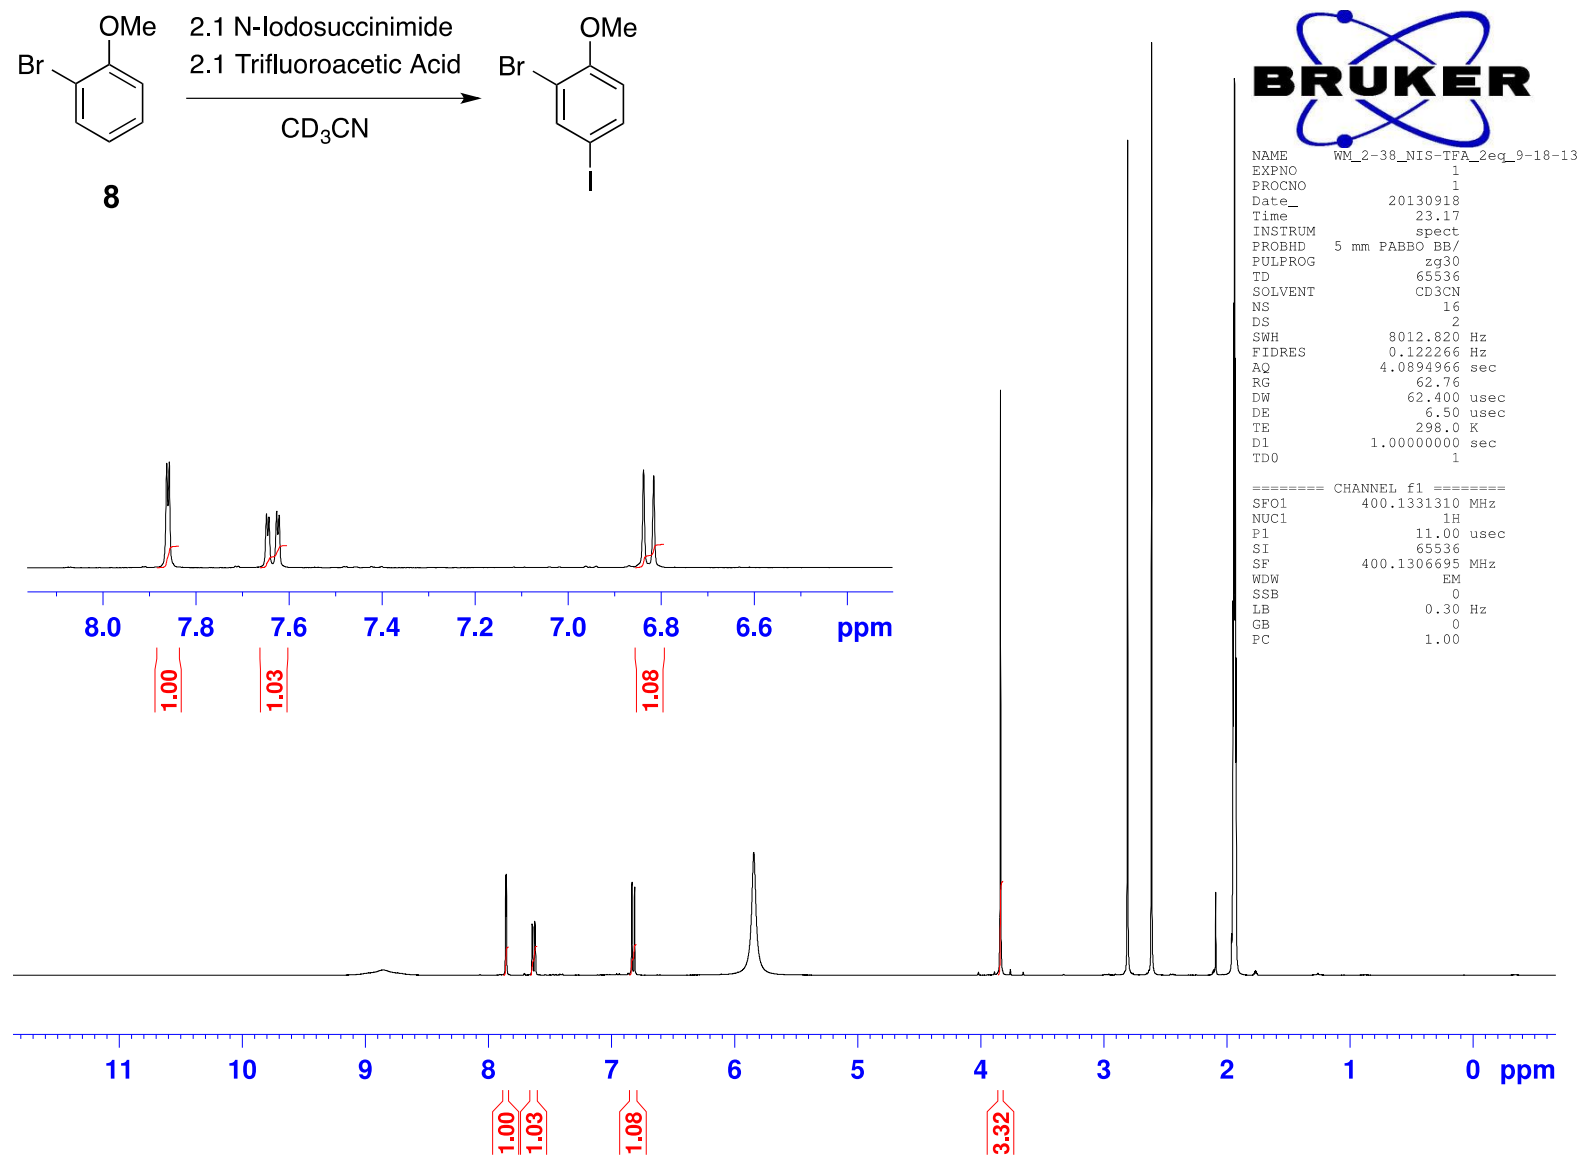 OMe
Br
8
2.1 N-Iodosuccinimide
2.1 Trifluoroacetic Acid
CD3CN
OMe
Br
I
BRUKER
NAME WM_2-38_NIS-TFA_2eq_9-18-13
EXPNO 1
PROCNO 1
Date_ 20130918
Time 23.17
INSTRUM spect
PROBHD 5 mm PABBO BB/
PULPROG zg30
TD 65536
SOLVENT CD3CN
NS 16
DS 2
SWH 8012.820 Hz
FIDRES 0.122266 Hz
AQ 4.0894966 sec
RG 62.76
DW 62.400 usec
DE 6.50 usec
TE 298.0 K
D1 1.00000000 sec
TD0 1
======== CHANNEL f1 ========
SFO1 400.1331310 MHz
NUC1 1H
P1 11.00 usec
SI 65536
SF 400.1306695 MHz
WDW EM
SSB 0
LB 0.30 Hz
GB 0
PC 1.00
8.0 7.8 7.6 7.4 7.2 7.0 6.8 6.6 ppm
1.00 1.03 1.08
11 10 9 8 7 6 5 4 3 2 1 0 ppm
1.00 1.03 1.08 3.32